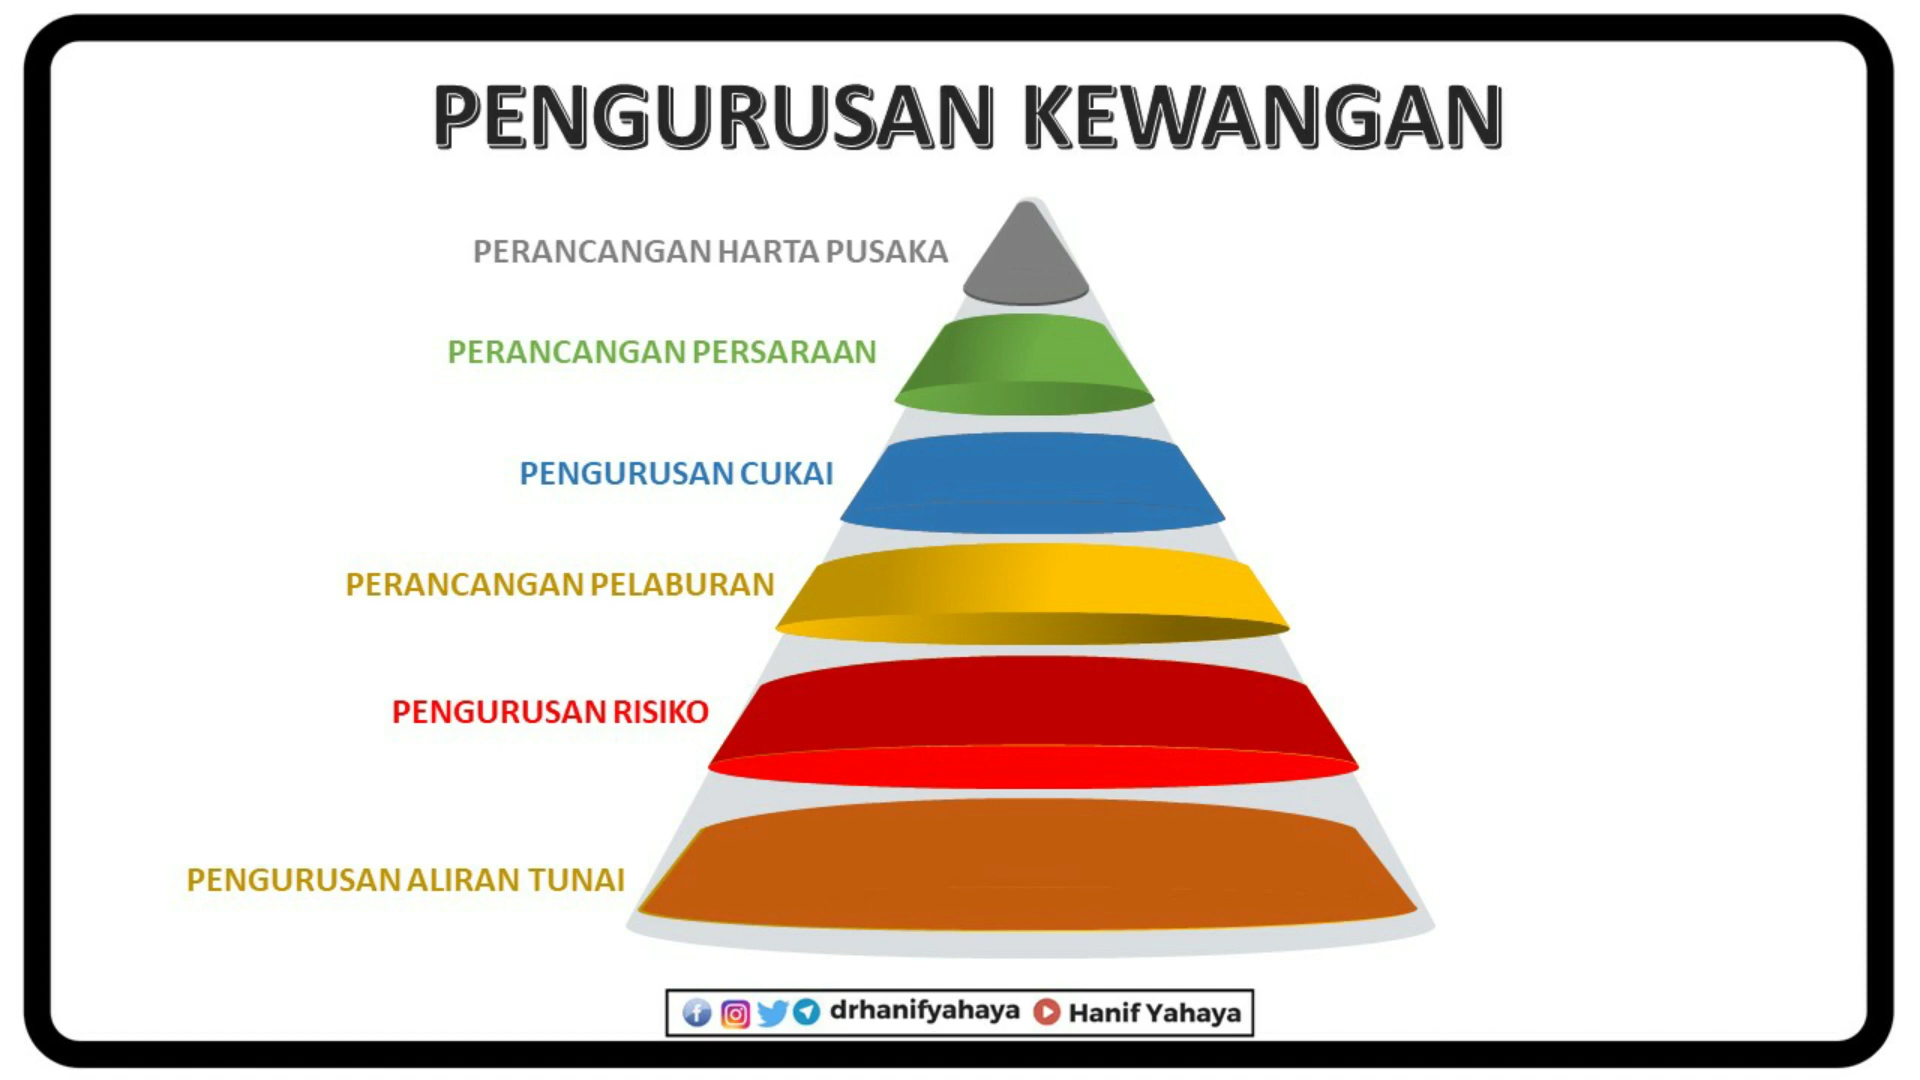 PENGURUSAN KEWANGAN
PERANCANGAN HARTA PUSAKA
PERANCANGAN PERSARAAN
PENGURUSAN CUKAI
PERANCANGAN PELABURAN
PENGURUSAN RISIKO
PENGURUSAN ALIRAN TUNAI
drhanifyahaya Hanif Yahaya